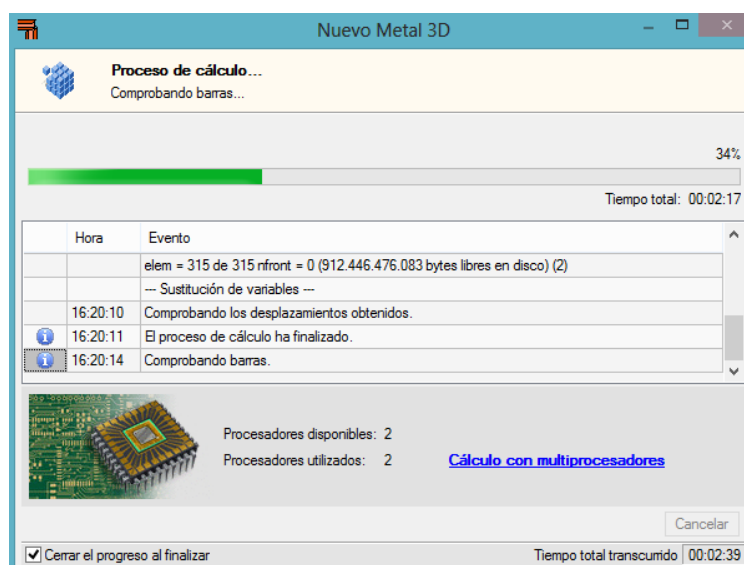 Nuevo Metal 3D
Proceso de cálculo...
Comprobando barras...
34%
Tiempo total: 00:02:17
Hora Evento
elem = 315 de 315 nfront = 0 (912.446.476.083 bytes libres en disco) (2)
--- Sustitución de variables ---
16:20:10 Comprobando los desplazamientos obtenidos.
16:20:11 El proceso de cálculo ha finalizado.
16:20:14 Comprobando barras.
Procesadores disponibles: 2
Procesadores utilizados: 2 Cálculo con multiprocesadores
Cancelar
Cerrar el progreso al finalizar Tiempo total transcurrido 00:02:39